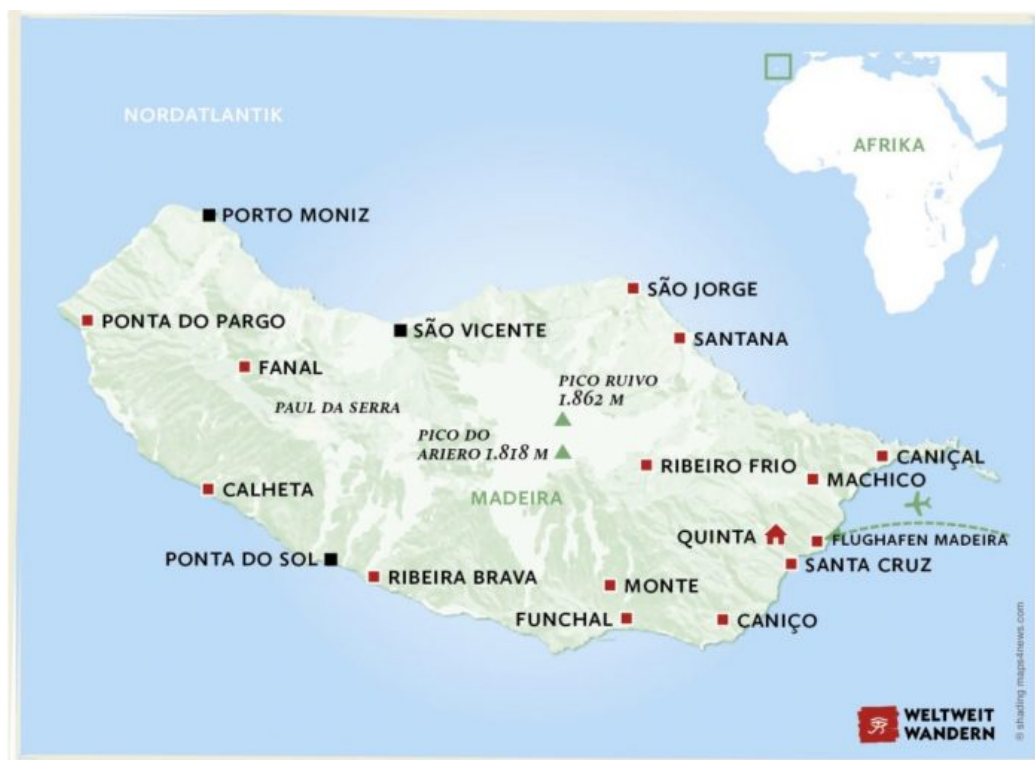 NORDATLANTIK
AFRIKA
PORTO MONIZ
SÃO JORGE
PONTA DO PARGO
SÃO VICENTE
SANTANA
FANAL
PICO RUIVO
1.862 M
PAUL DA SERRA
PICO DO
ARIERO 1.818 M
CANIÇAL
RIBEIRO FRIO
MACHICO
CALHETA
MADEIRA
QUINTA
FLUGHAFEN MADEIRA
PONTA DO SOL
SANTA CRUZ
RIBEIRA BRAVA
MONTE
FUNCHAL
CANIÇO
© shading maps4news.com
WELTWEIT
WANDERN